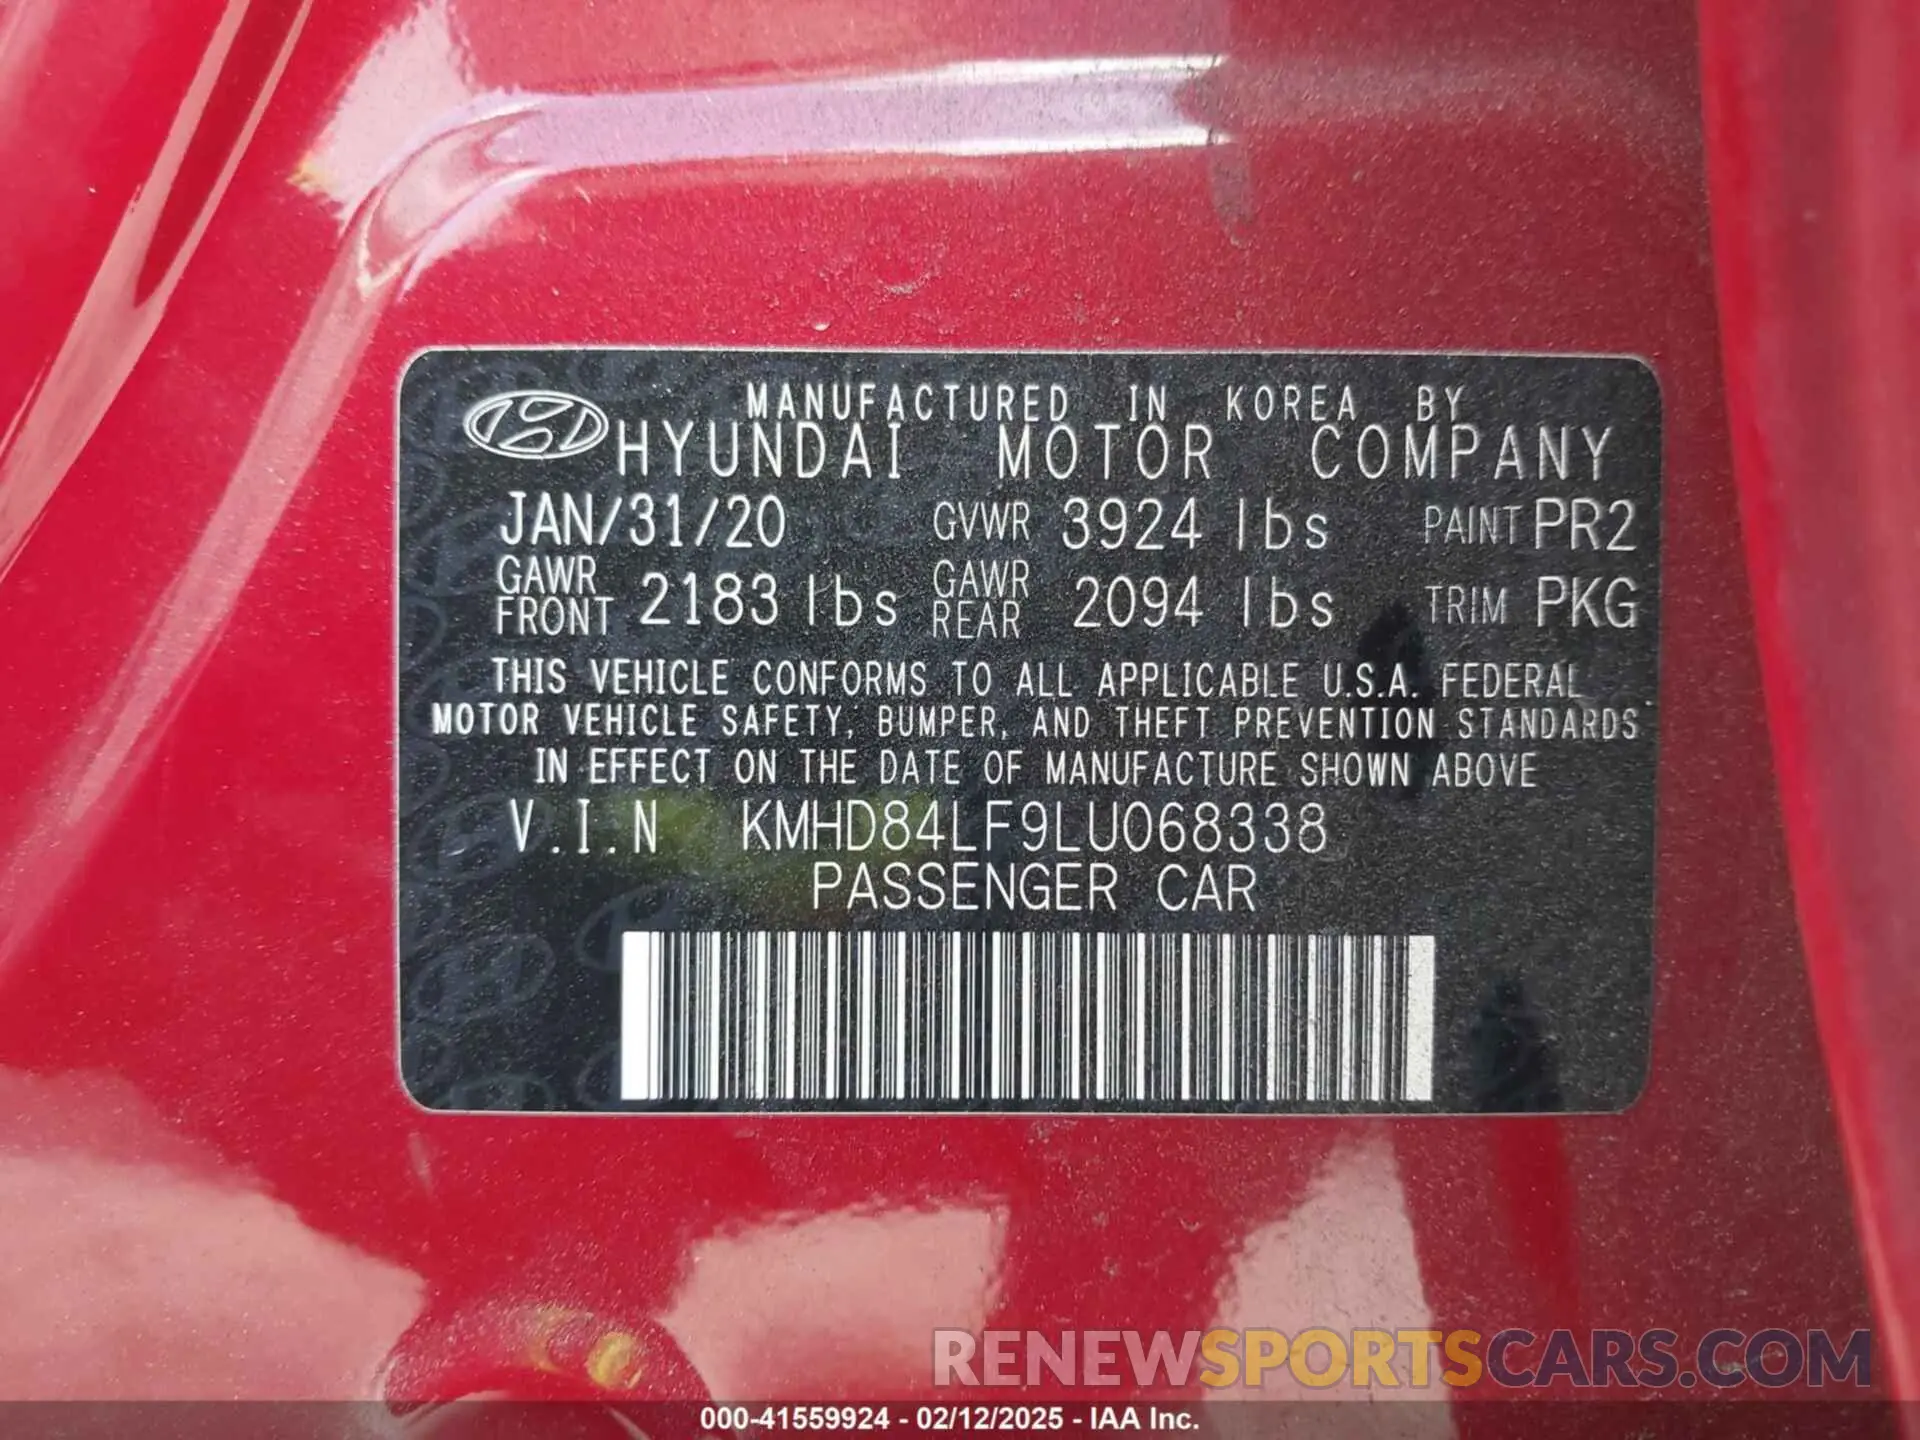 MANUFACTURED IN KOREA BY
HYUNDAI MOTOR COMPANY
JAN/31/20 GVWR 3924 lbs PAINT PR2
GAWR FRONT 2183 lbs GAWR REAR 2094 lbs TRIM PKG
THIS VEHICLE CONFORMS TO ALL APPLICABLE U.S.A. FEDERAL
MOTOR VEHICLE SAFETY, BUMPER, AND THEFT PREVENTION STANDARDS
IN EFFECT ON THE DATE OF MANUFACTURE SHOWN ABOVE
V.I.N KMHD84LF9LU068338
PASSENGER CAR
RENEWSPORTSCARS.COM
000-41559924 - 02/12/2025 - IAA Inc.